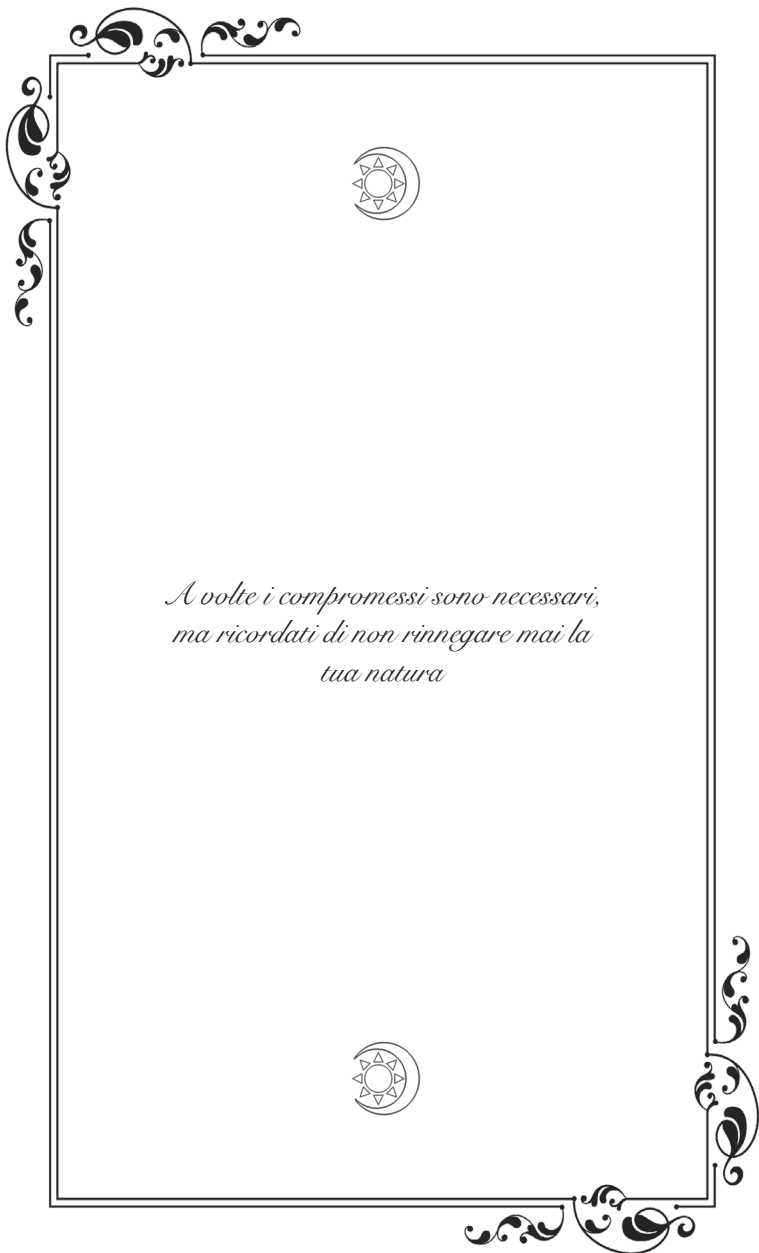 A volte i compromessi sono necessari,
ma ricordati di non rinnegare mai la
tua natura